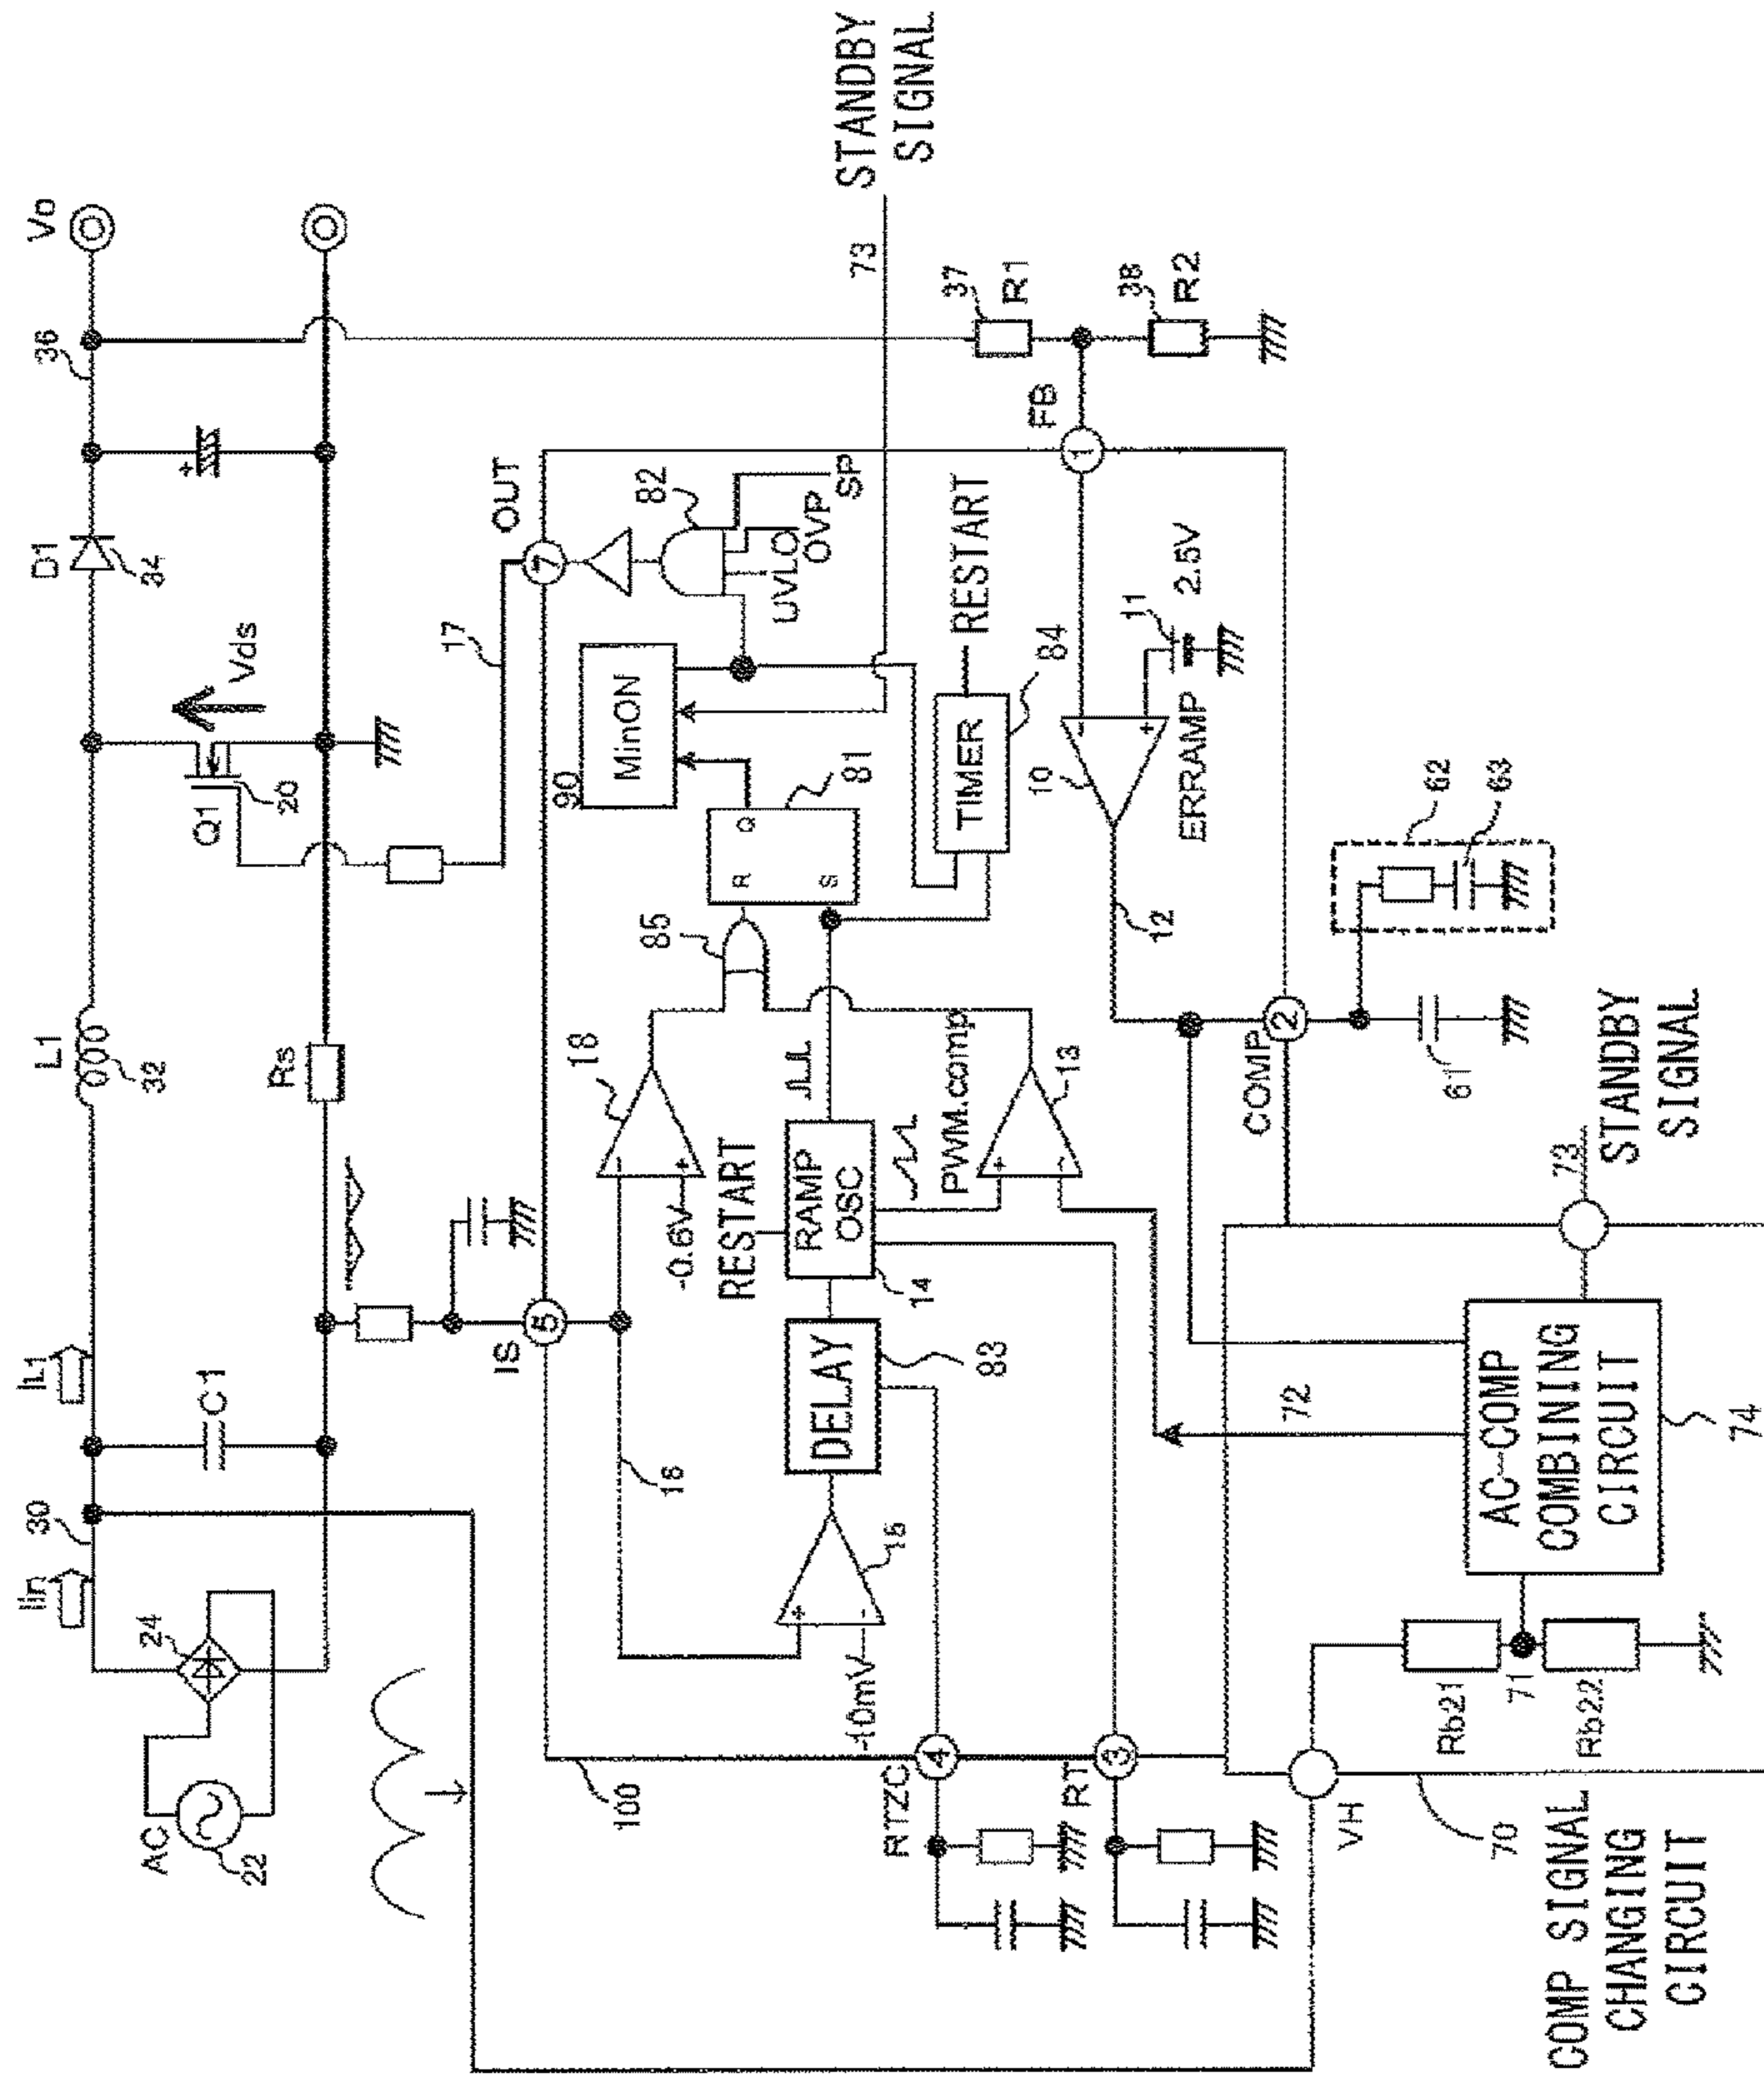 Iin
30
IL1
L1
32
D1
34
36
Vo
AC
22
24
C1
Rs
Q1
20
Vds
17
IS
5
OUT
7
100
16
18
-0.6V
-10mV
15
DELAY
83
RESTART
RAMP
OSC
14
PWM.comp
13
85
R
S
Q
81
90
MinON
82
UVLO
OVP
SP
TIMER
84
RESTART
73
STANDBY
SIGNAL
37
R1
38
R2
FB
1
10
ERRAMP
11
2.5V
12
COMP
2
61
62
63
RTZC
4
RT
3
VH
70
COMP SIGNAL
CHANGING
CIRCUIT
Rb21
71
Rb22
72
AC-COMP
COMBINING
CIRCUIT
74
73
STANDBY
SIGNAL